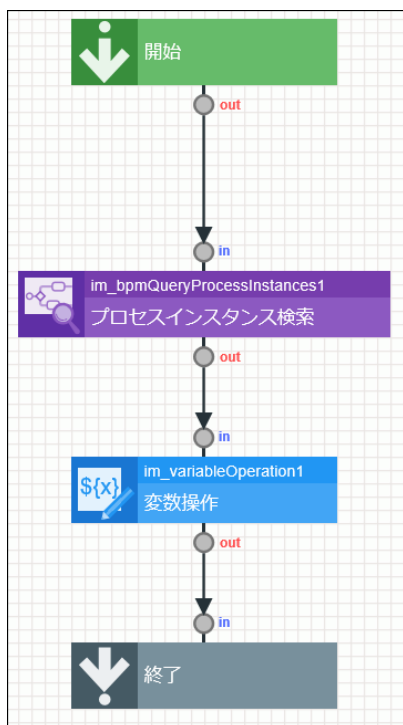 開始
out
in
im_bpmQueryProcessInstances1
プロセスインスタンス検索
out
in
im_variableOperation1
${x}
変数操作
out
in
終了